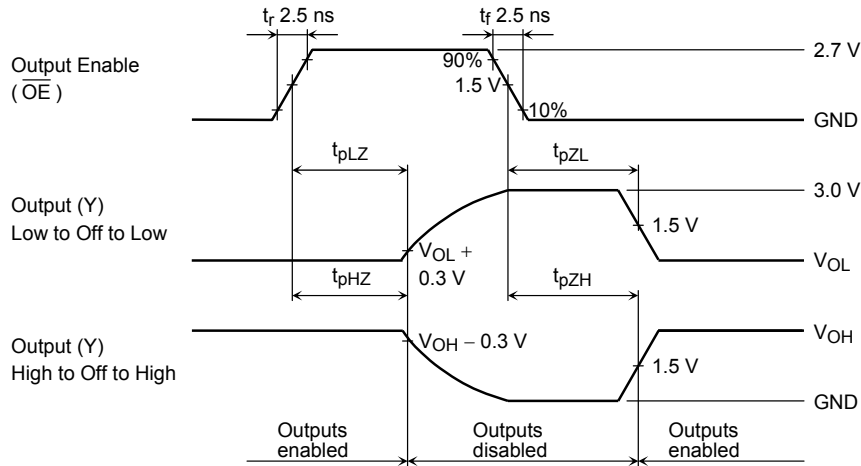 tr 2.5 ns
tf 2.5 ns
Output Enable
( OE )
90%
1.5 V
10%
2.7 V
GND
tpLZ
tpZL
Output (Y)
Low to Off to Low
3.0 V
1.5 V
VOL +
0.3 V
VOL
tpHZ
tpZH
Output (Y)
High to Off to High
VOH − 0.3 V
1.5 V
VOH
GND
Outputs
enabled
Outputs
disabled
Outputs
enabled